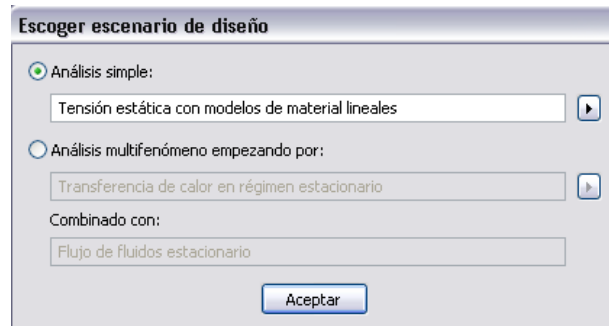 Escoger escenario de diseño
Análisis simple:
Tensión estática con modelos de material lineales
Análisis multifenómeno empezando por:
Transferencia de calor en régimen estacionario
Combinado con:
Flujo de fluidos estacionario
Aceptar